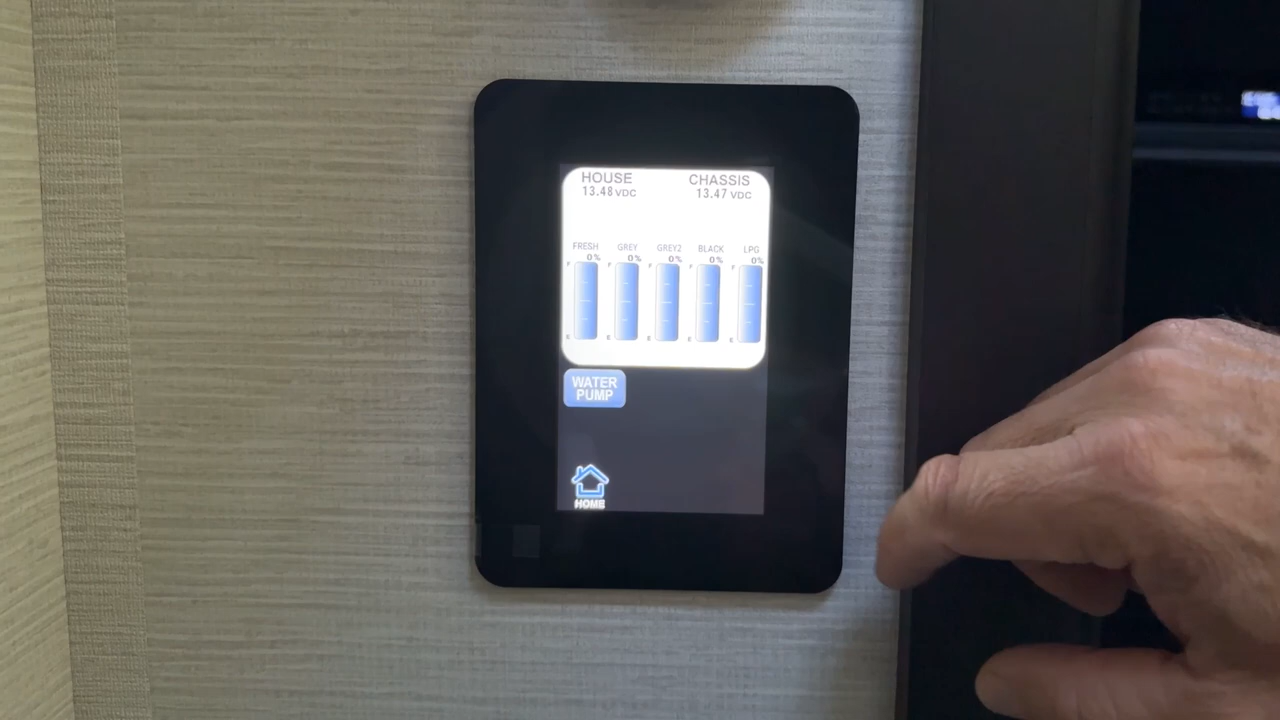 HOUSE CHASSIS
13.48 VDC 13.47 VDC
FRESH GREY GREY2 BLACK LPG
0% 0% 0% 0% 0%
F F F F F
E E E E E
WATER
PUMP
HOME